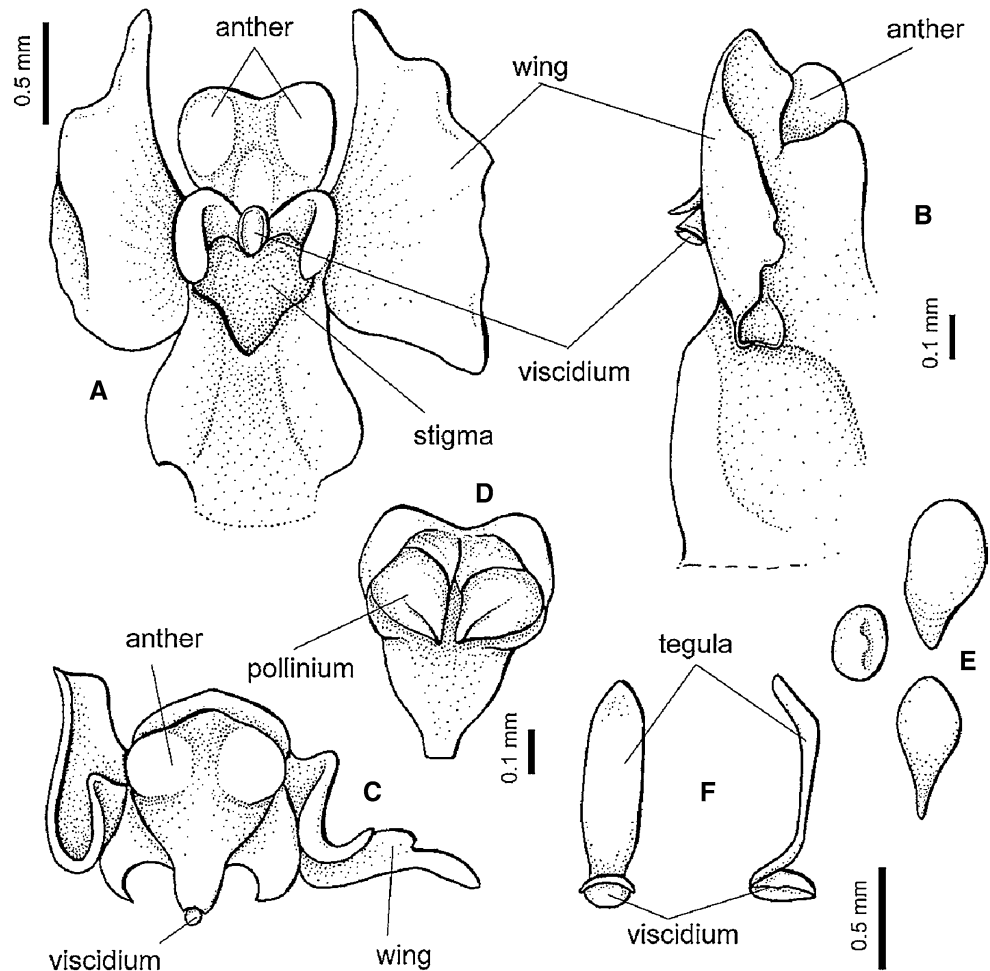 anther
0.5 mm
wing
anther
A
B
viscidium
0.1 mm
stigma
D
anther
pollinium
tegula
E
0.1 mm
C
F
viscidium
wing
viscidium
0.5 mm